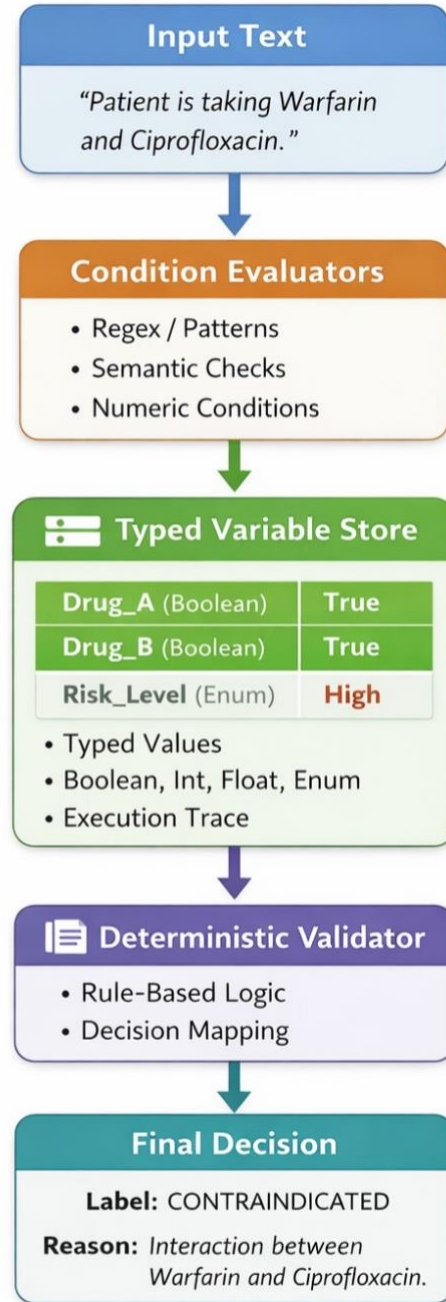 Input Text
“Patient is taking Warfarin
and Ciprofloxacin.”
Condition Evaluators
• Regex / Patterns
• Semantic Checks
• Numeric Conditions
Typed Variable Store
Drug_A (Boolean) True
Drug_B (Boolean) True
Risk_Level (Enum) High
• Typed Values
• Boolean, Int, Float, Enum
• Execution Trace
Deterministic Validator
• Rule-Based Logic
• Decision Mapping
Final Decision
Label: CONTRAINDICATED
Reason: Interaction between
Warfarin and Ciprofloxacin.